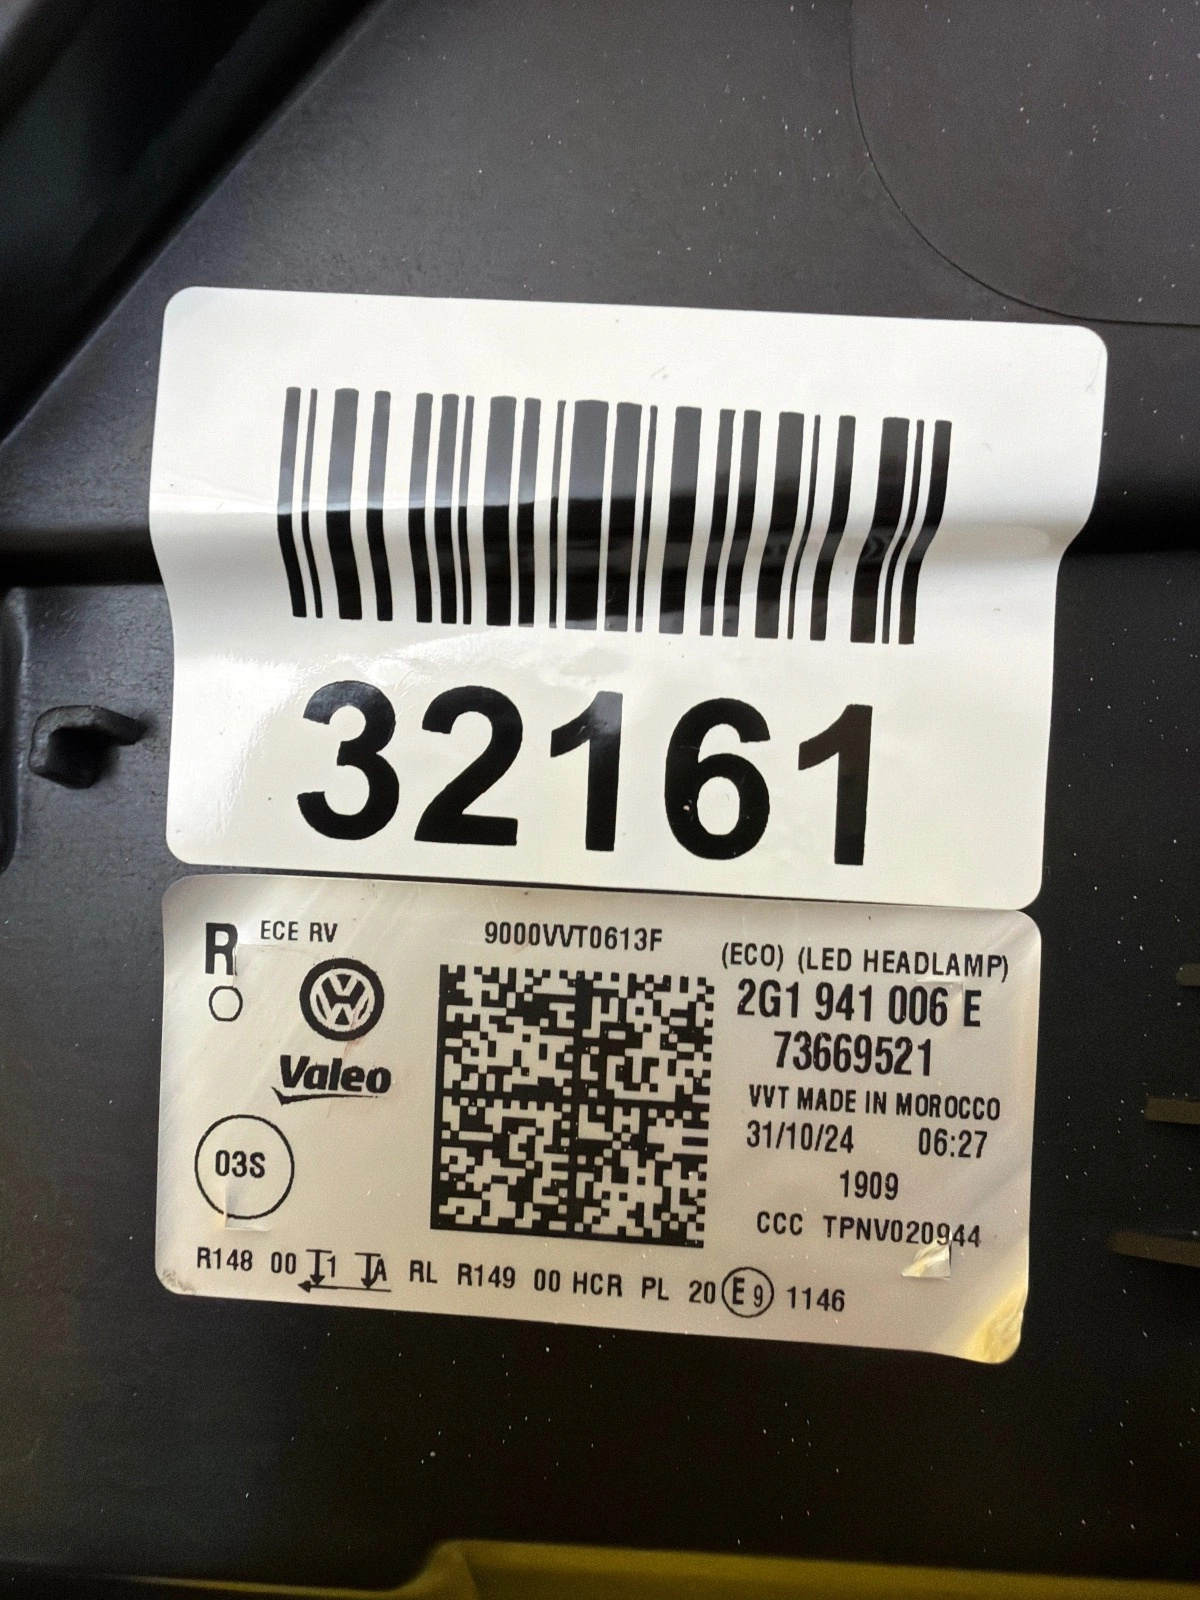 32161
R ECE RV
9000VVT0613F
(ECO) (LED HEADLAMP)
2G1 941 006 E
73669521
Valeo
VVT MADE IN MOROCCO
31/10/24 06:27
03S
1909
CCC TPNV020944
R148 00 1 A RL R149 00 HCR PL 20 E9 1146